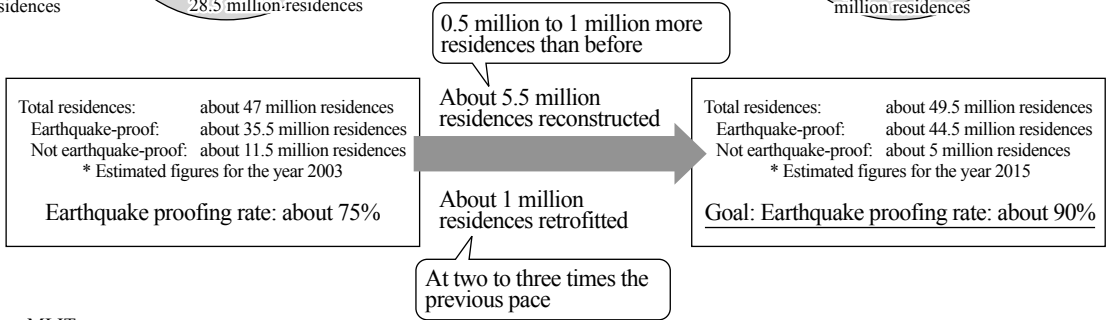 sidences
28.5 million residences
million residences
0.5 million to 1 million more
residences than before
Total residences: about 47 million residences
Earthquake-proof: about 35.5 million residences
Not earthquake-proof: about 11.5 million residences
* Estimated figures for the year 2003
Earthquake proofing rate: about 75%
About 5.5 million
residences reconstructed
About 1 million
residences retrofitted
Total residences: about 49.5 million residences
Earthquake-proof: about 44.5 million residences
Not earthquake-proof: about 5 million residences
* Estimated figures for the year 2015
Goal: Earthquake proofing rate: about 90%
At two to three times the
previous pace